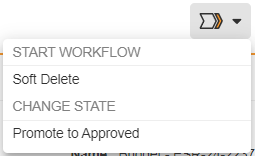 START WORKFLOW
Soft Delete
CHANGE STATE
Promote to Approved